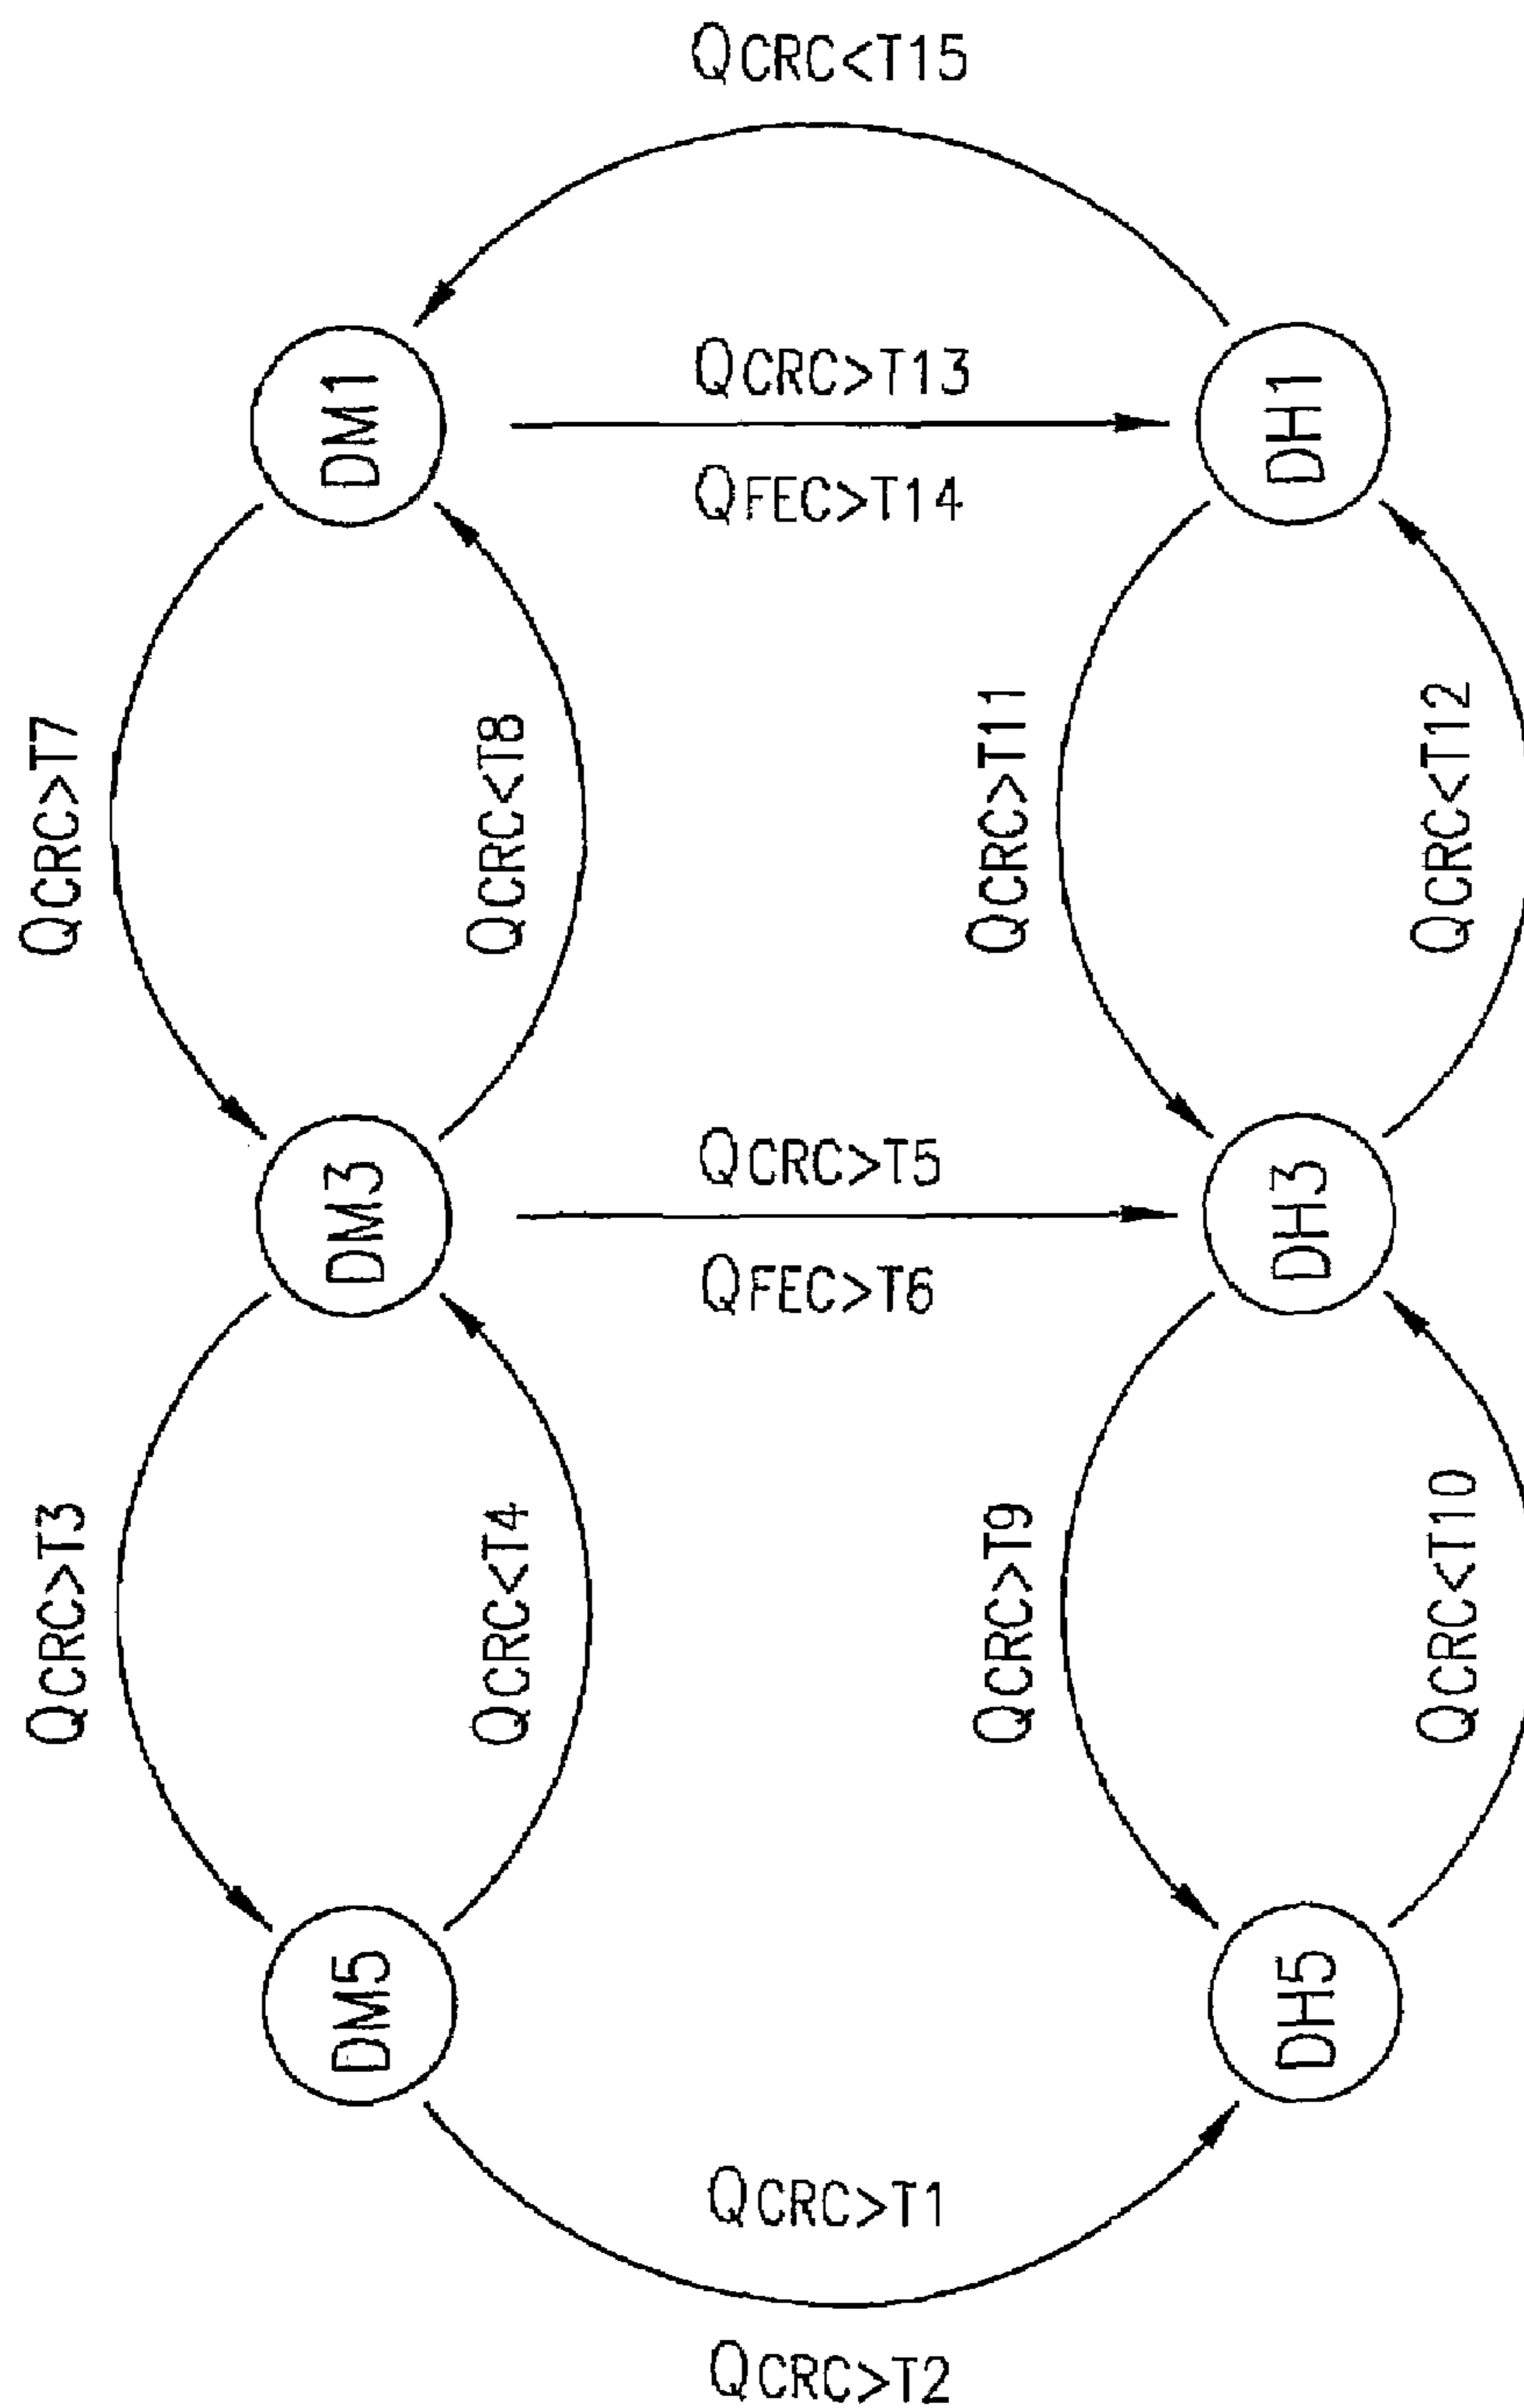 QCRC<T15
DM1
QCRC>T13
QFEC>T14
DH1
QCRC>T7
QCRC<T8
QCRC>T11
QCRC<T12
DM3
QCRC>T5
QFEC>T6
DH3
QCRC>T3
QCRC<T4
QCRC>T9
QCRC<T10
DM5
DH5
QCRC>T1
QCRC>T2